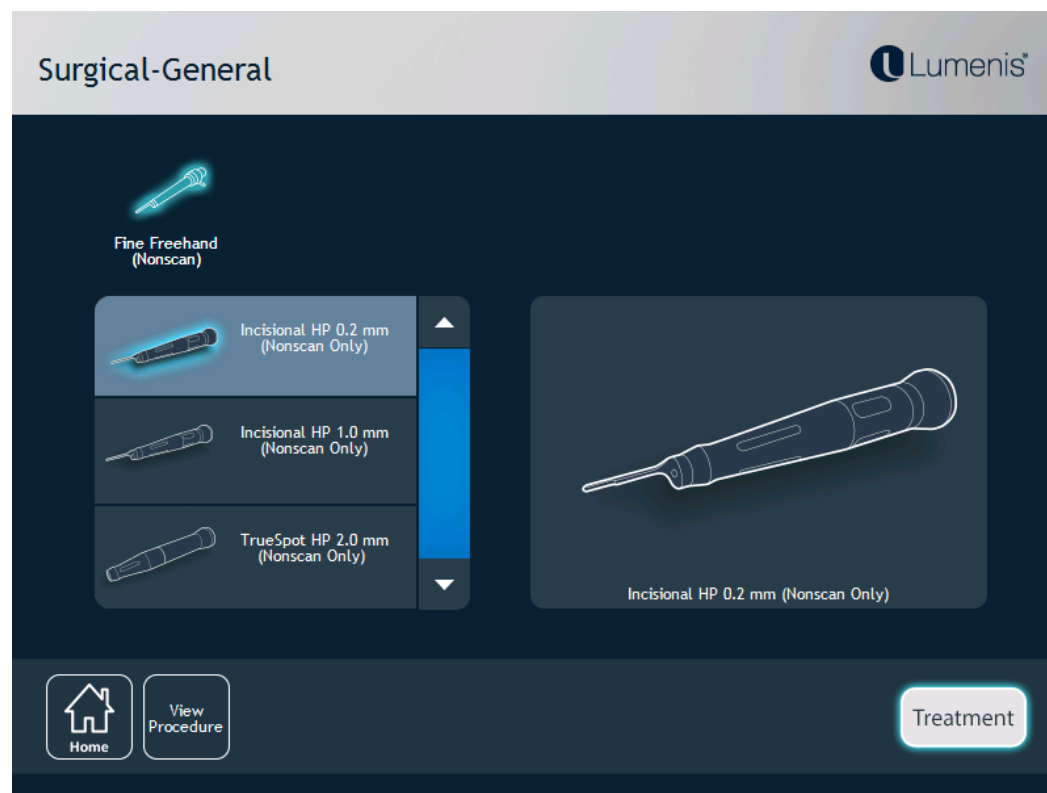 Surgical-General
Lumenis®
Fine Freehand
(Nonscan)
Incisional HP 0.2 mm
(Nonscan Only)
Incisional HP 1.0 mm
(Nonscan Only)
TrueSpot HP 2.0 mm
(Nonscan Only)
Incisional HP 0.2 mm (Nonscan Only)
Home
View
Procedure
Treatment